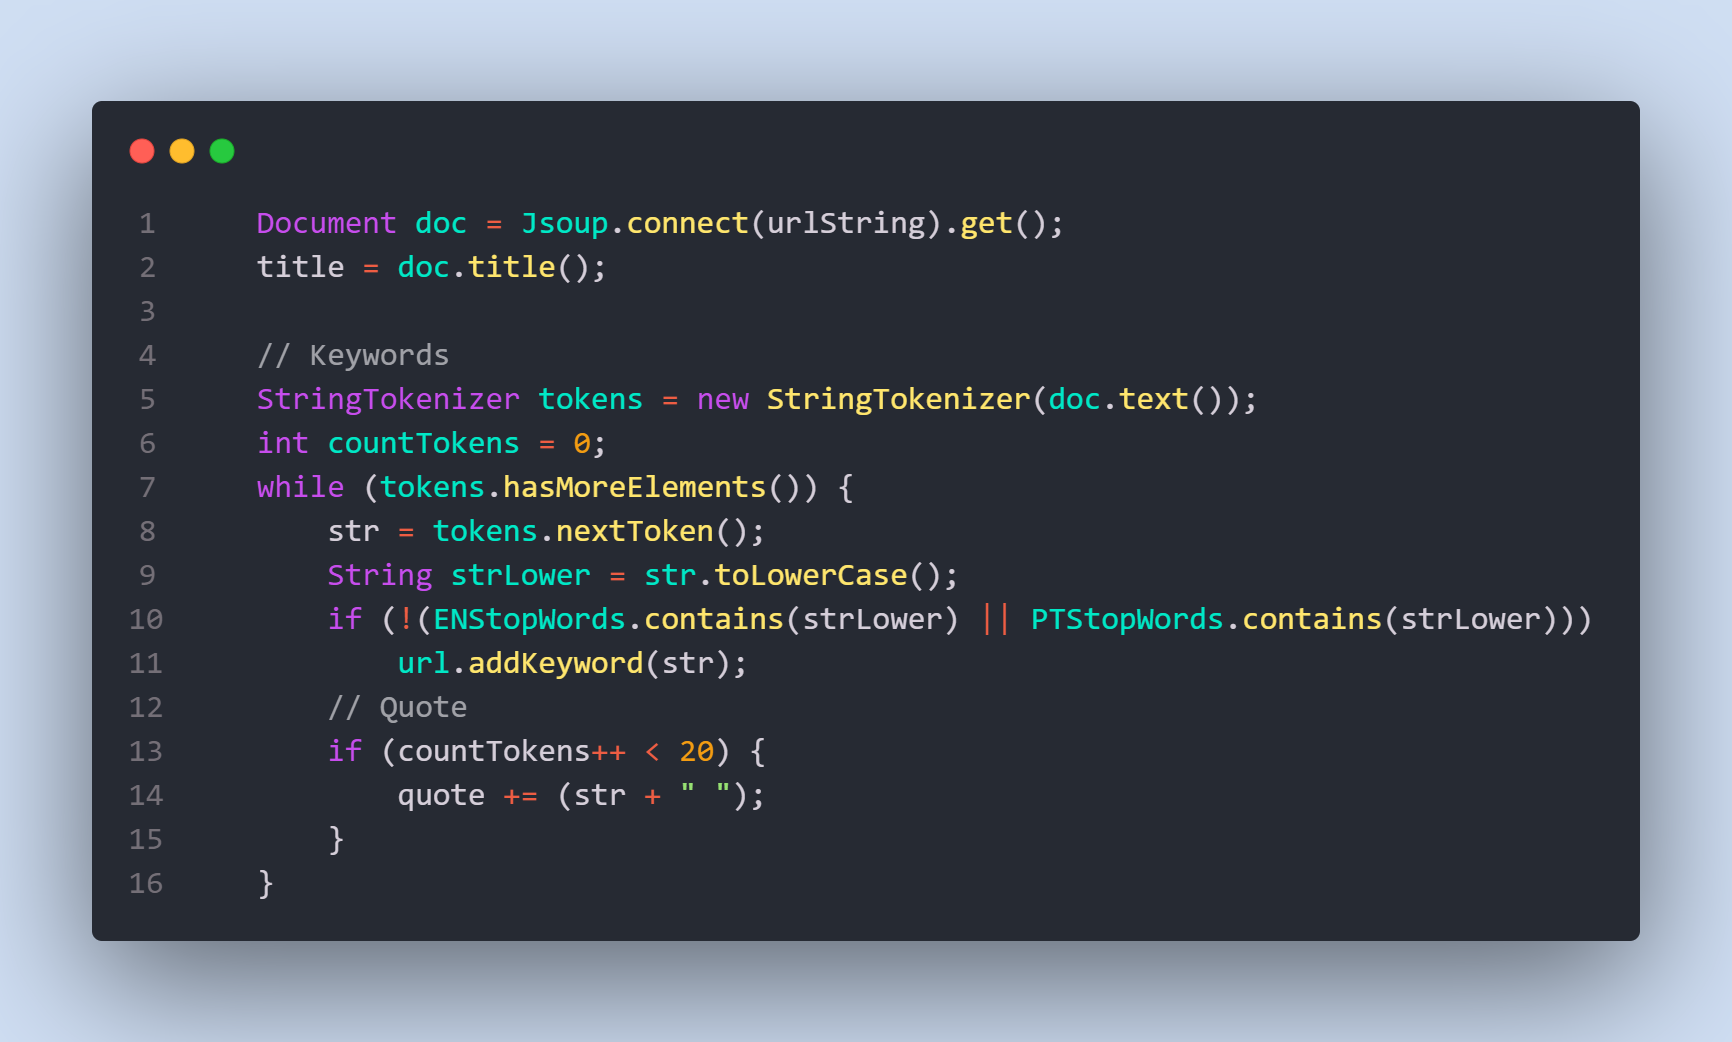 1 Document doc = Jsoup.connect(urlString).get();
2 title = doc.title();
3
4 // Keywords
5 StringTokenizer tokens = new StringTokenizer(doc.text());
6 int countTokens = 0;
7 while (tokens.hasMoreElements()) {
8     str = tokens.nextToken();
9     String strLower = str.toLowerCase();
10     if (!(ENStopWords.contains(strLower) || PTStopWords.contains(strLower)))
11         url.addKeyword(str);
12     // Quote
13     if (countTokens++ < 20) {
14         quote += (str + " ");
15     }
16 }